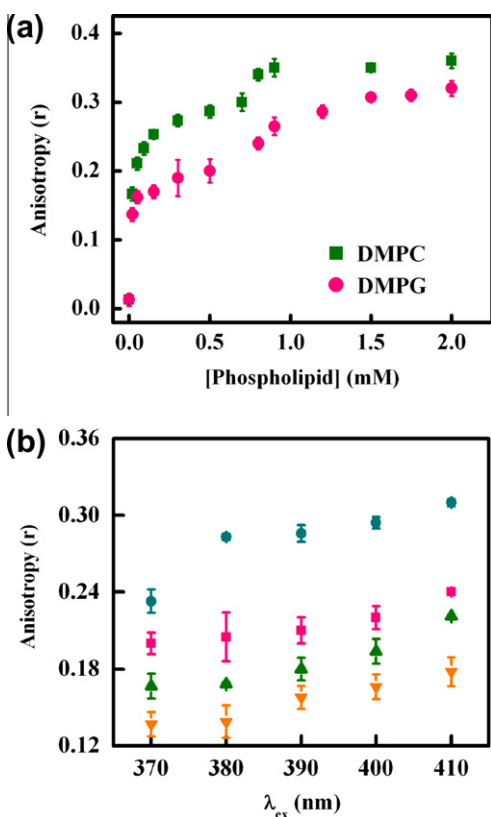 (a)
0.4
0.3
0.2
0.1
0.0
Anisotropy (r)
DMPC
DMPG
0.0 0.5 1.0 1.5 2.0
[Phospholipid] (mM)
(b)
0.36
0.30
0.24
0.18
0.12
Anisotropy (r)
370 380 390 400 410
λex (nm)